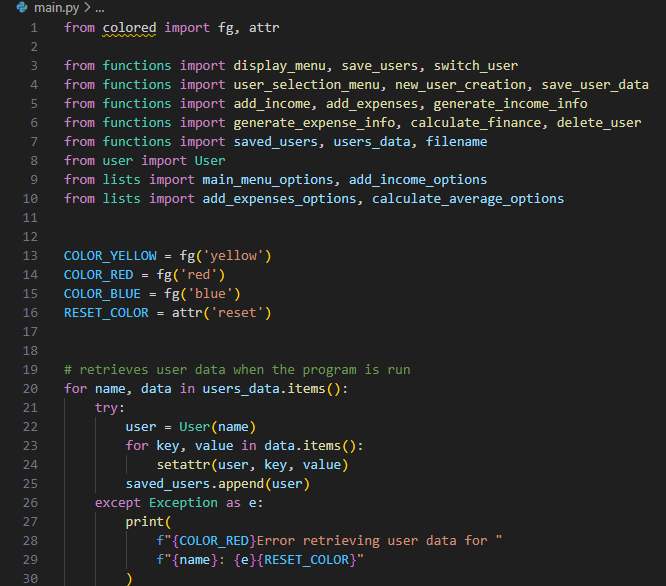 main.py > ...
1 from colored import fg, attr
2
3 from functions import display_menu, save_users, switch_user
4 from functions import user_selection_menu, new_user_creation, save_user_data
5 from functions import add_income, add_expenses, generate_income_info
6 from functions import generate_expense_info, calculate_finance, delete_user
7 from functions import saved_users, users_data, filename
8 from user import User
9 from lists import main_menu_options, add_income_options
10 from lists import add_expenses_options, calculate_average_options
11
12
13 COLOR_YELLOW = fg('yellow')
14 COLOR_RED = fg('red')
15 COLOR_BLUE = fg('blue')
16 RESET_COLOR = attr('reset')
17
18
19 # retrieves user data when the program is run
20 for name, data in users_data.items():
21     try:
22         user = User(name)
23         for key, value in data.items():
24             setattr(user, key, value)
25         saved_users.append(user)
26     except Exception as e:
27         print(
28             f"{COLOR_RED}Error retrieving user data for "
29             f"{name}: {e}{RESET_COLOR}"
30         )